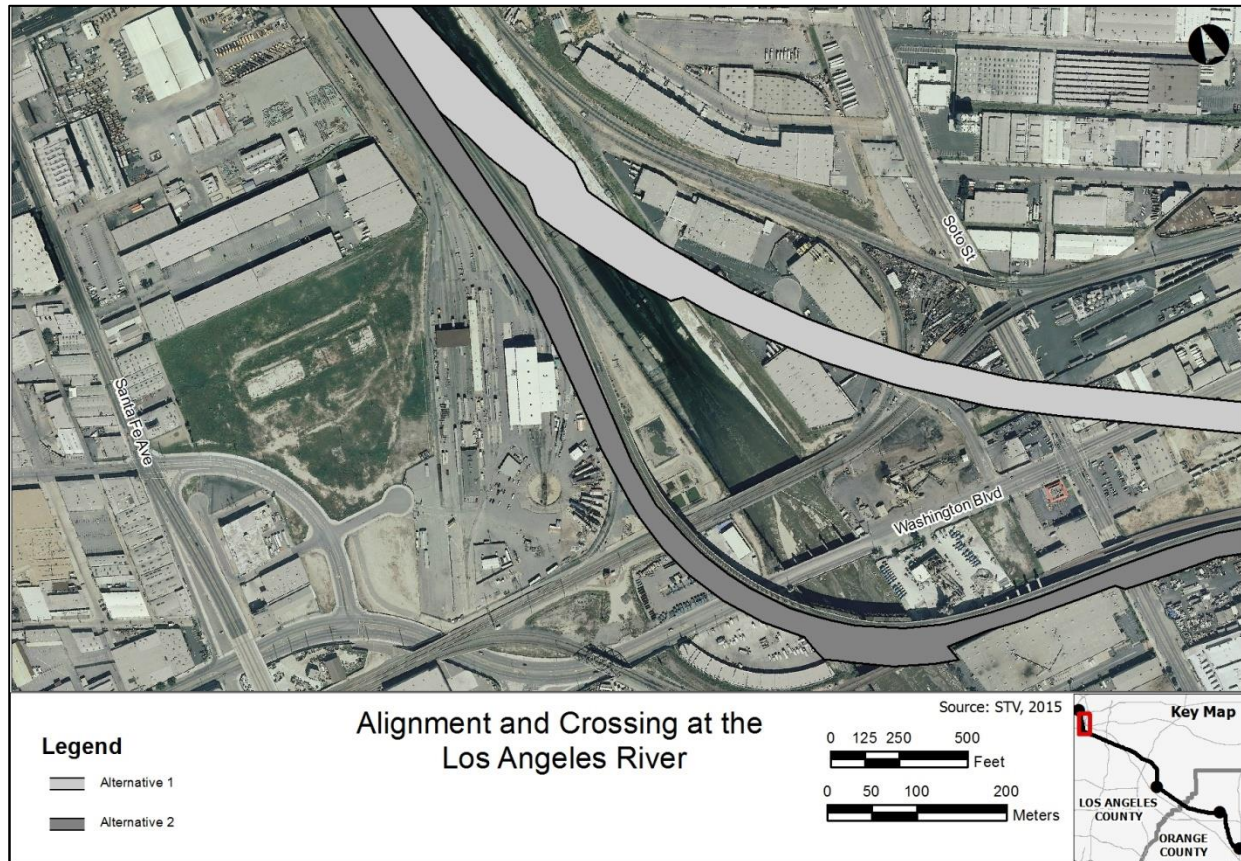 Soto St
Santa Fe Ave
Washington Blvd
Legend
Alternative 1
Alternative 2
Alignment and Crossing at the
Los Angeles River
Source: STV, 2015
0 125 250 500
Feet
0 50 100 200
Meters
Key Map
LOS ANGELES
COUNTY
ORANGE
COUNTY